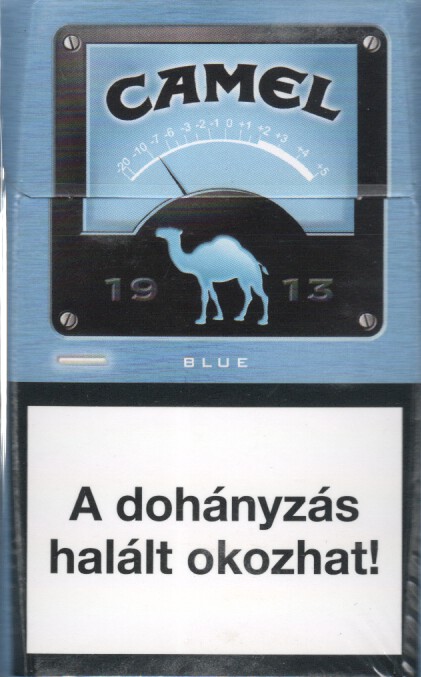 CAMEL
-20 -10 -7 -6 -3 -2 -1 0 +1 +2 +3 +4 +5
19 13
BLUE
A dohányzás
halált okozhat!